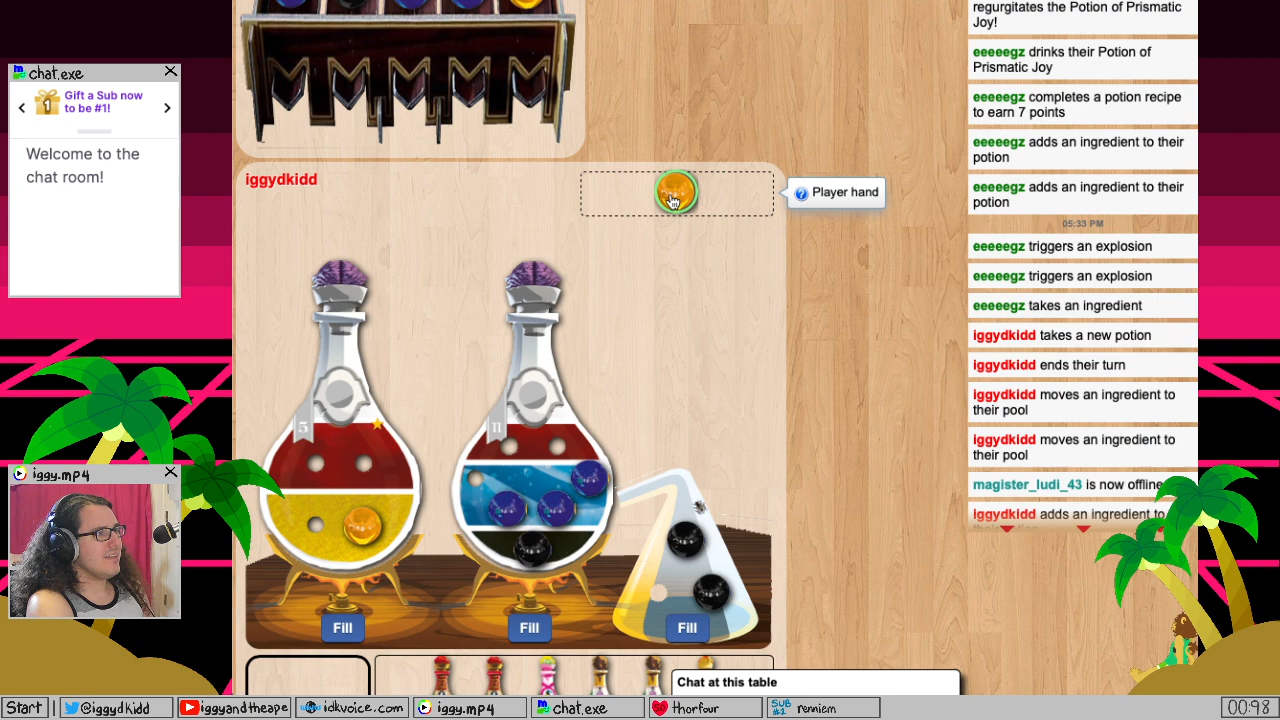 chat.exe
Gift a Sub now
to be #1!
1
Welcome to the
chat room!
iggydkidd
Player hand
5
11
Fill
Fill
Fill
Chat at this table
regurgitates the Potion of Prismatic
Joy!
eeeeegz drinks their Potion of
Prismatic Joy
eeeeegz completes a potion recipe
to earn 7 points
eeeeegz adds an ingredient to their
potion
eeeeegz adds an ingredient to their
potion
05:33 PM
eeeeegz triggers an explosion
eeeeegz triggers an explosion
eeeeegz takes an ingredient
iggydkidd takes a new potion
iggydkidd ends their turn
iggydkidd moves an ingredient to
their pool
iggydkidd moves an ingredient to
their pool
magister_ludi_43 is now offline
iggydkidd adds an ingredient to
iggy.mp4
Start
@iggydkidd
iggyandtheape
www idkvoice.com
iggy.mp4
chat.exe
thorfour
SUB #1 renniem
00:98